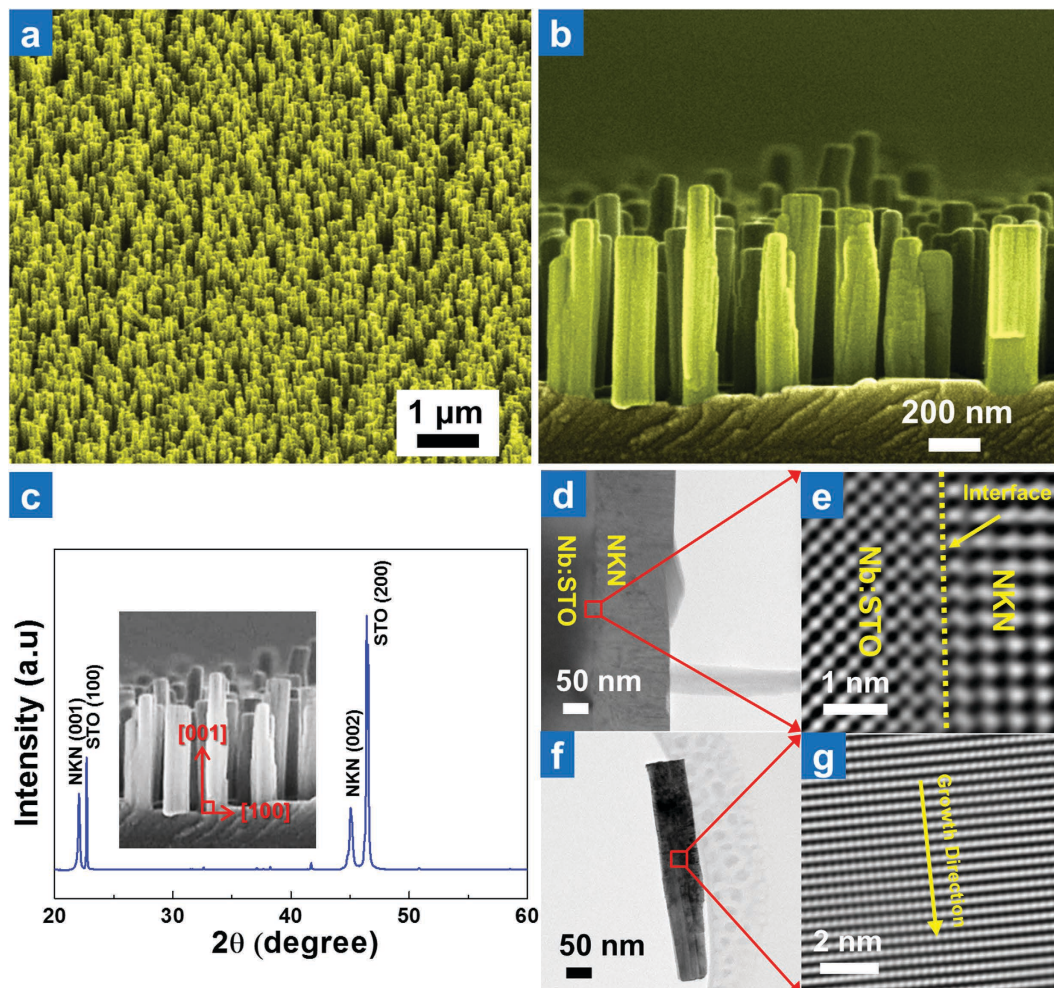 a
1 μm
b
200 nm
c
Intensity (a.u)
NKN (001)
STO (100)
NKN (002)
STO (200)
[001]
[100]
20
30
40
50
60
2θ (degree)
d
Nb:STO
NKN
50 nm
e
Interface
Nb:STO
NKN
1 nm
f
50 nm
g
Growth Direction
2 nm